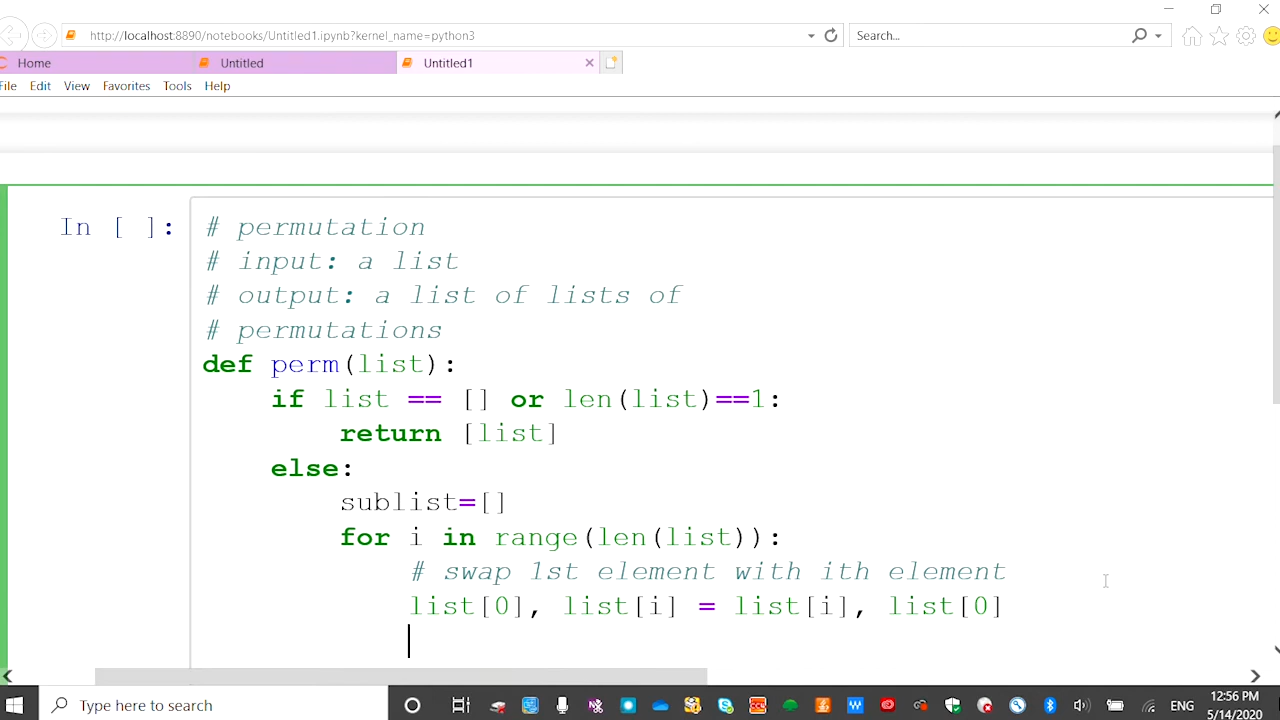 http://localhost:8890/notebooks/Untitled1.ipynb?kernel_name=python3
Search...
Home
Untitled
Untitled1
File Edit View Favorites Tools Help
In [ ]:
# permutation
# input: a list
# output: a list of lists of
# permutations
def perm(list):
if list == [] or len(list)==1:
return [list]
else:
sublist=[]
for i in range(len(list)):
# swap 1st element with ith element
list[0], list[i] = list[i], list[0]
Type here to search
ENG
12:56 PM
5/14/2020